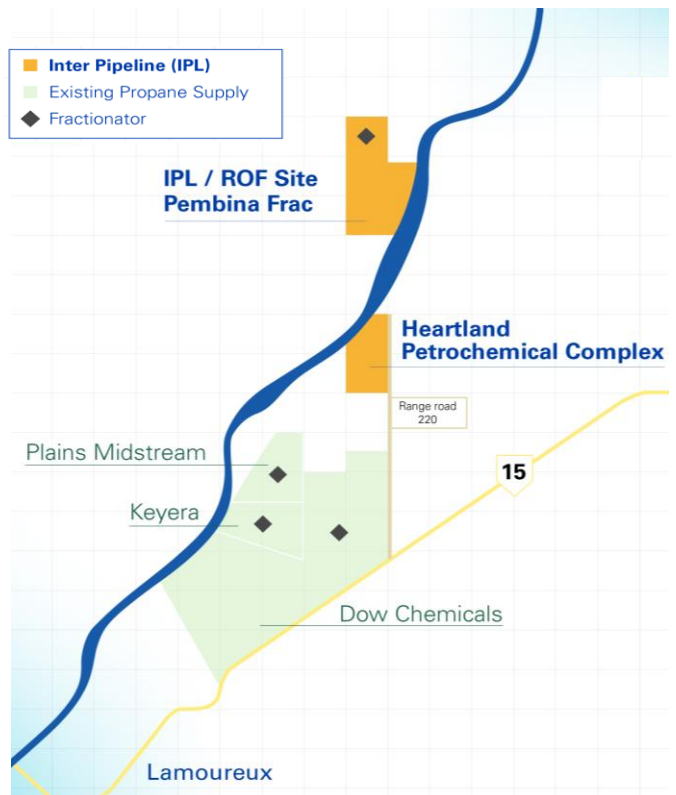 Inter Pipeline (IPL)
Existing Propane Supply
Fractionator
IPL / ROF Site
Pembina Frac
Heartland
Petrochemical Complex
Range road
220
Plains Midstream
15
Keyera
Dow Chemicals
Lamoureux